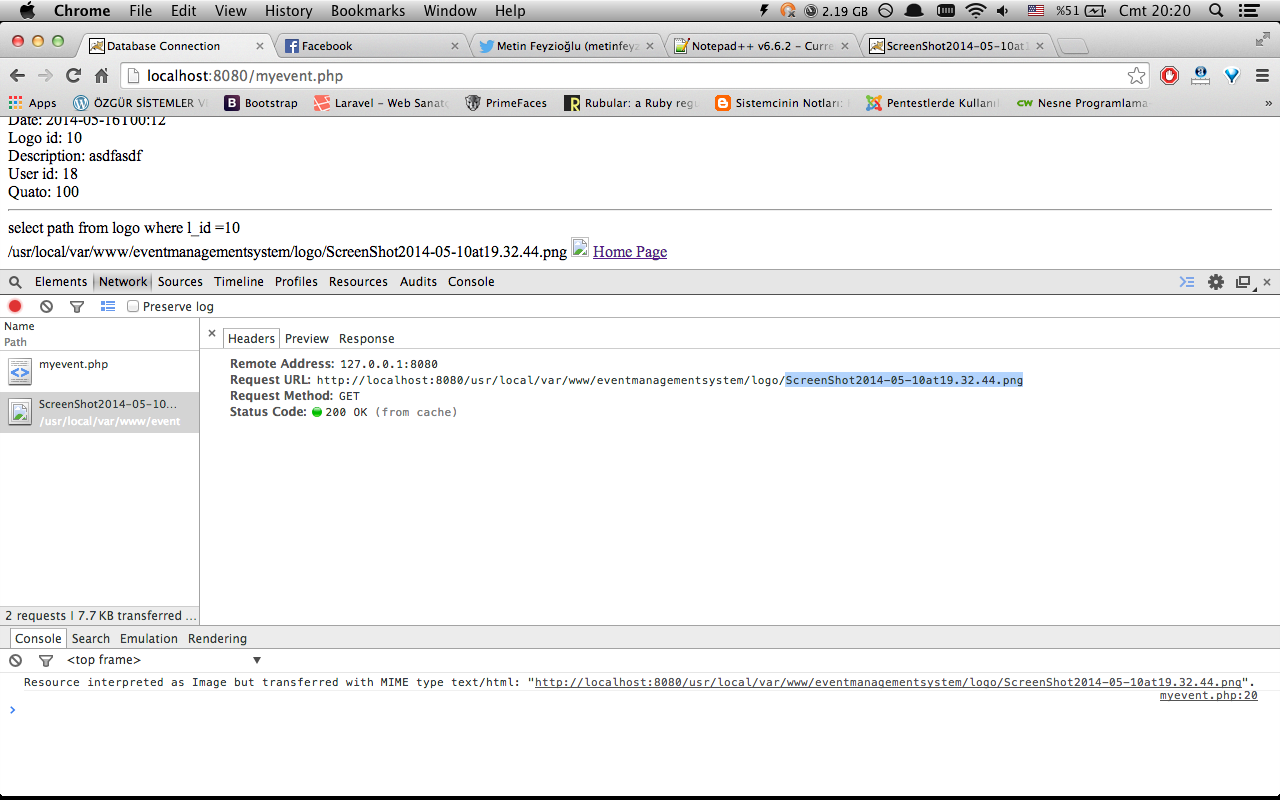 Chrome File Edit View History Bookmarks Window Help 2.19 GB %51 Cmt 20:20
Database Connection Facebook Twitter Metin Feyzioğlu (metinfeyz Notepad++ v6.6.2 – Curre ScreenShot2014-05-10at1
localhost:8080/myevent.php
Apps ÖZGÜR SİSTEMLER V Bootstrap Laravel – Web Sanatç PrimeFaces Rubular: a Ruby regu Sistemcinin Notları: Pentestlerde Kullanıl cw Nesne Programlama- »
Date: 2014-05-16T00:12
Logo id: 10
Description: asdfasdf
User id: 18
Quato: 100
select path from logo where l_id =10
/usr/local/var/www/eventmanagementsystem/logo/ScreenShot2014-05-10at19.32.44.png Home Page
Elements Network Sources Timeline Profiles Resources Audits Console
Preserve log
Name
Path
× Headers Preview Response
myevent.php
ScreenShot2014-05-10...
/usr/local/var/www/event
Remote Address: 127.0.0.1:8080
Request URL: http://localhost:8080/usr/local/var/www/eventmanagementsystem/logo/ScreenShot2014-05-10at19.32.44.png
Request Method: GET
Status Code: 200 OK (from cache)
2 requests | 7.7 KB transferred ...
Console Search Emulation Rendering
<top frame> ▼
Resource interpreted as Image but transferred with MIME type text/html: "http://localhost:8080/usr/local/var/www/eventmanagementsystem/logo/ScreenShot2014-05-10at19.32.44.png".
myevent.php:20
>